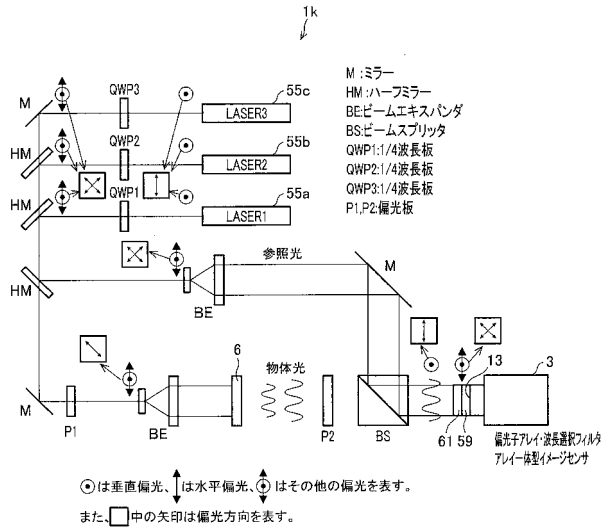 1k
M :ミラー
HM:ハーフミラー
BE:ビームエキスパンダ
BS:ビームスプリッタ
QWP1:1/4波長板
QWP2:1/4波長板
QWP3:1/4波長板
P1,P2:偏光板
M
QWP3
55c
LASER3
HM
QWP2
55b
LASER2
HM
QWP1
55a
LASER1
HM
BE
参照光
M
M
P1
BE
6
物体光
P2
BS
61
59
13
3
偏光子アレイ・波長選択フィルタ
アレイ一体型イメージセンサ
は垂直偏光、は水平偏光、はその他の偏光を表す。
また、中の矢印は偏光方向を表す。